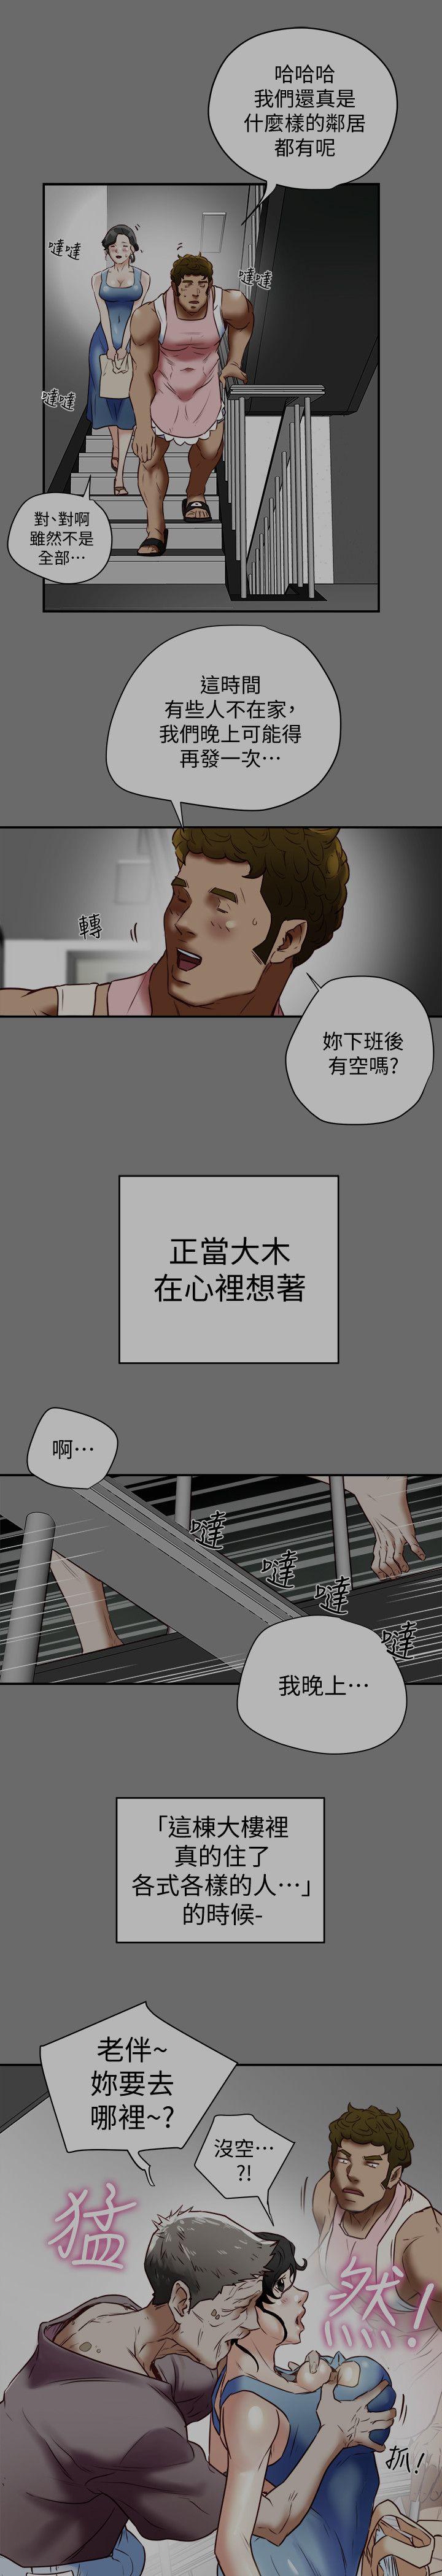 哈哈哈
我們還真是
什麼樣的鄰居
都有呢
噠噠
噠噠
噠噠
對、對啊
雖然不是
全部…
這時間
有些人不在家,
我們晚上可能得
再發一次…
轉
妳下班後
有空嗎?
正當大木
在心裡想著
啊…
噠
噠
噠
噠
我晚上…
「這棟大樓裡
真的住了
各式各樣的人…」
的時候-
老伴~
妳要去
哪裡~?
沒空…
?!
猛
然!
抓!